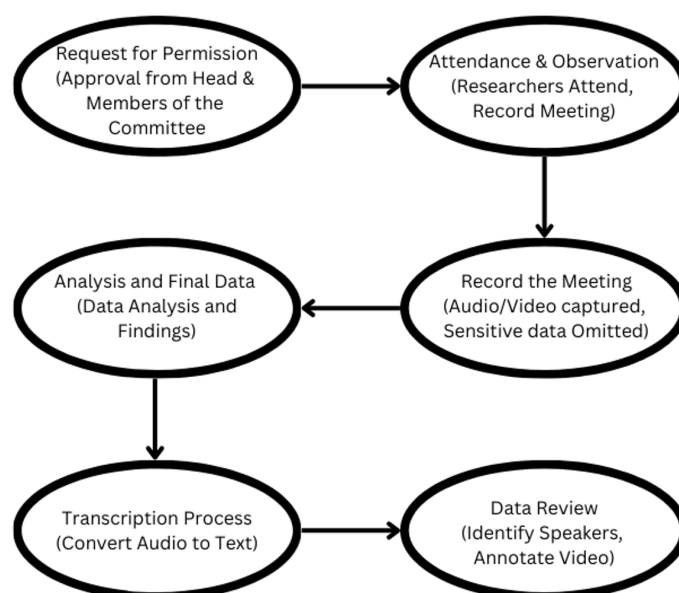 Request for Permission
(Approval from Head &
Members of the
Committee
Attendance & Observation
(Researchers Attend,
Record Meeting)
Record the Meeting
(Audio/Video captured,
Sensitive data Omitted)
Analysis and Final Data
(Data Analysis and
Findings)
Transcription Process
(Convert Audio to Text)
Data Review
(Identify Speakers,
Annotate Video)